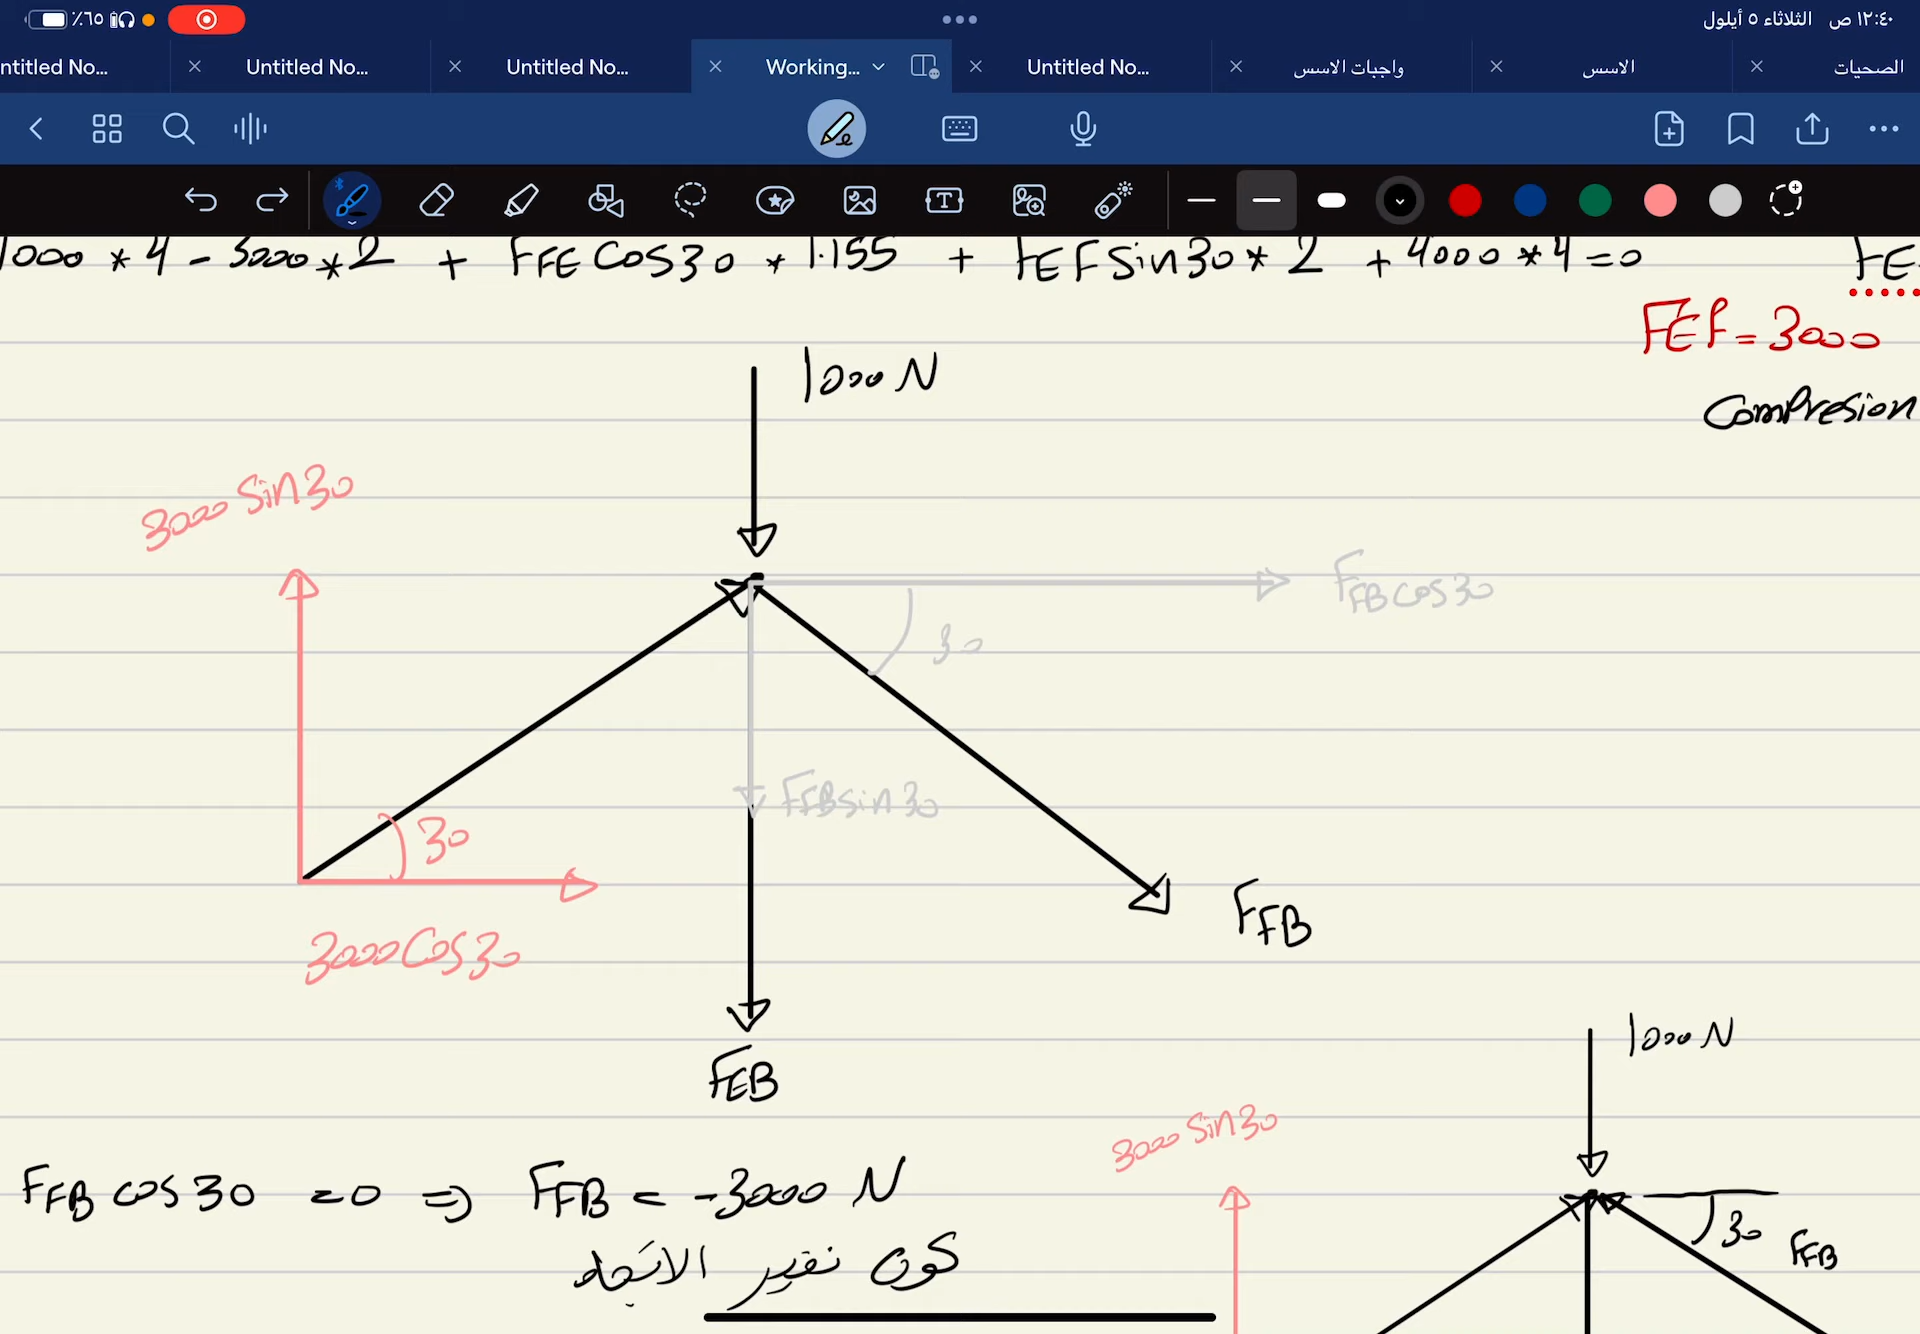 ٪٦٥
١٢:٤٠ ص الثلاثاء ٥ أيلول
ntitled No...
Untitled No...
Untitled No...
Working...
Untitled No...
واجبات الاسس
الاسس
الصحيات
1000 * 4 - 3000 * 2 + FFE Cos30 * 1.155 + FEF Sin30 * 2 + 4000 * 4 = 0
FE
FEF = 3000
Compresion
1000 N
3000 Sin30
FFB cos30
30
FFB sin30
30
3000 Cos30
FFB
FEB
1000 N
3000 Sin30
30
FFB
FFB cos30 = 0 => FFB = -3000 N
كون نغير الاتجاه